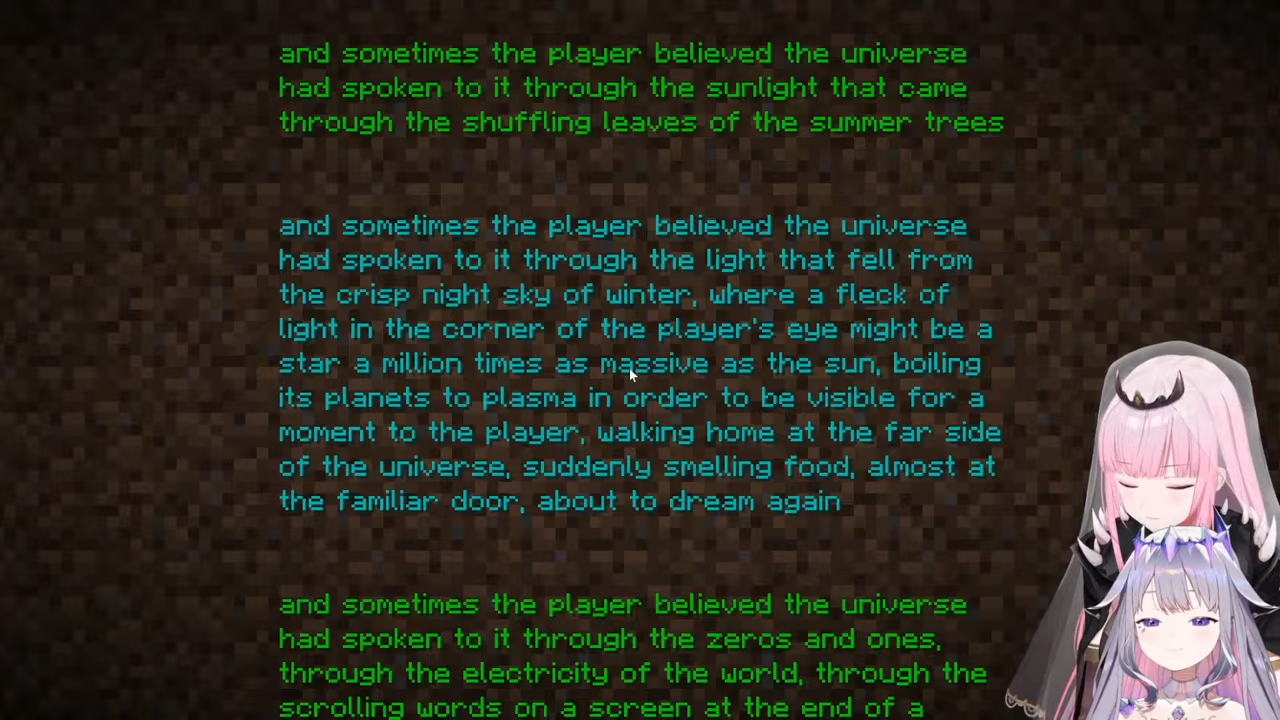 and sometimes the player believed the universe
had spoken to it through the sunlight that came
through the shuffling leaves of the summer trees
and sometimes the player believed the universe
had spoken to it through the light that fell from
the crisp night sky of winter, where a fleck of
light in the corner of the player's eye might be a
star a million times as massive as the sun, boiling
its planets to plasma in order to be visible for a
moment to the player, walking home at the far side
of the universe, suddenly smelling food, almost at
the familiar door, about to dream again
and sometimes the player believed the universe
had spoken to it through the zeros and ones,
through the electricity of the world, through the
scrolling words on a screen at the end of a